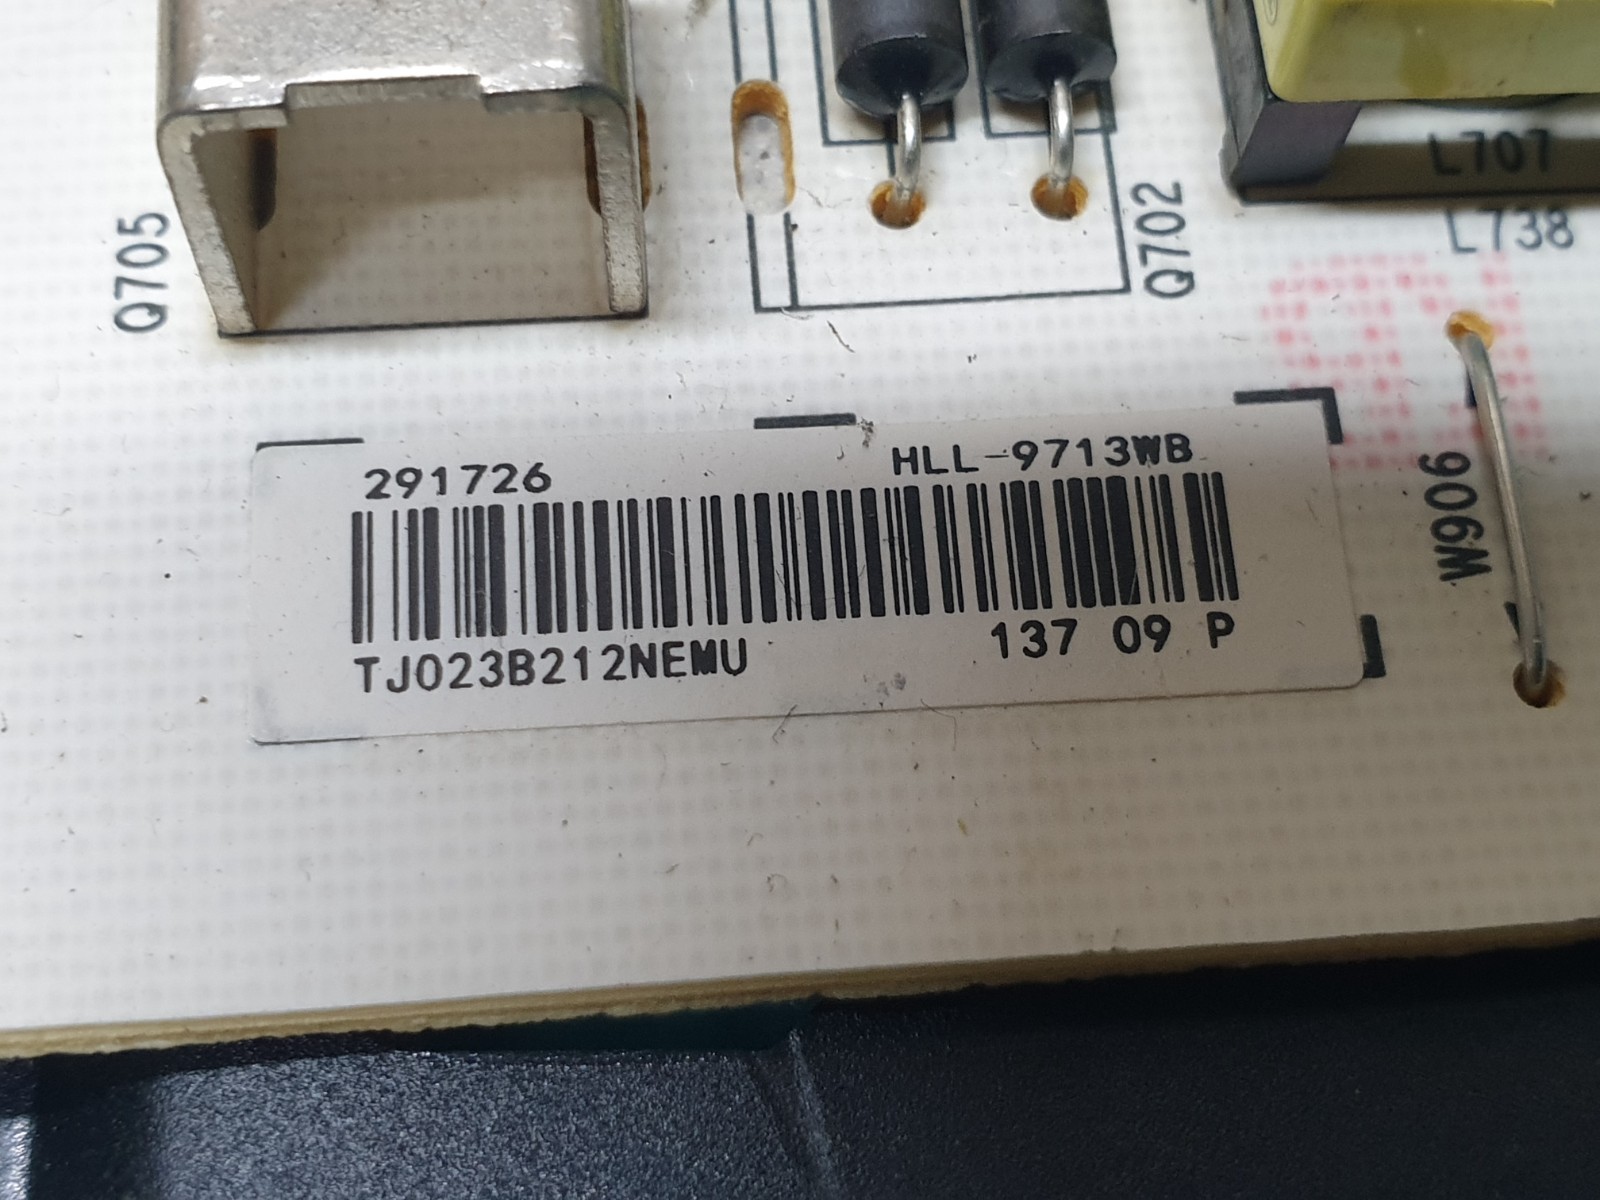 L707
L738
Q705
Q702
291726 HLL-9713WB
TJ023B212NEMU 137 09 P
W906